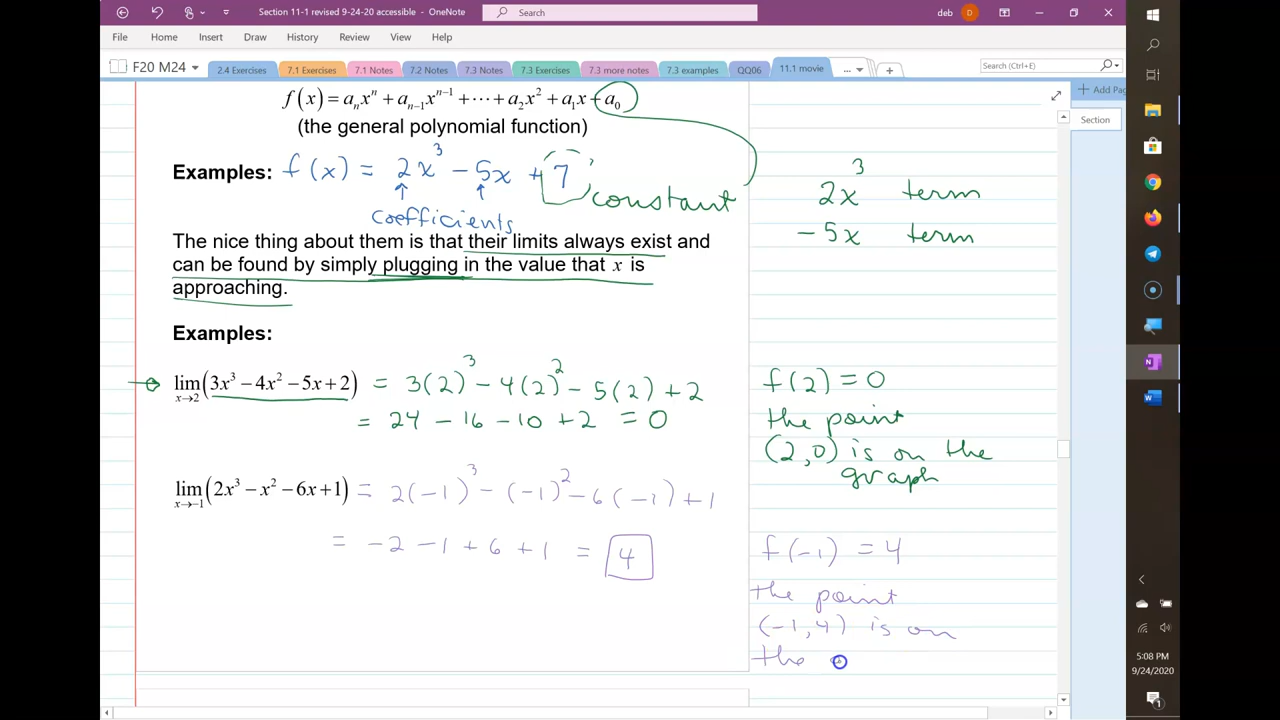 Section 11-1 revised 9-24-20 accessible - OneNote
Search
deb D
File Home Insert Draw History Review View Help
F20 M24
2.4 Exercises 7.1 Exercises 7.1 Notes 7.2 Notes 7.3 Notes 7.3 Exercises 7.3 more notes 7.3 examples QQ06 11.1 movie ... +
Search (Ctrl+E)
Add Pag
Section
f(x) = aₙxⁿ + aₙ₋₁xⁿ⁻¹ + ⋯ + a₂x² + a₁x + a₀
(the general polynomial function)
Examples: f(x) = 2x³ - 5x + 7
constant
coefficients
2x³ term
-5x term
The nice thing about them is that their limits always exist and
can be found by simply plugging in the value that x is
approaching.
Examples:
lim x→2 (3x³ - 4x² - 5x + 2) = 3(2)³ - 4(2)² - 5(2) + 2
= 24 - 16 - 10 + 2 = 0
f(2) = 0
the point
(2,0) is on the
graph
lim x→-1 (2x³ - x² - 6x + 1) = 2(-1)³ - (-1)² - 6(-1) + 1
= -2 - 1 + 6 + 1 = 4
f(-1) = 4
the point
(-1,4) is on
the
5:08 PM
9/24/2020